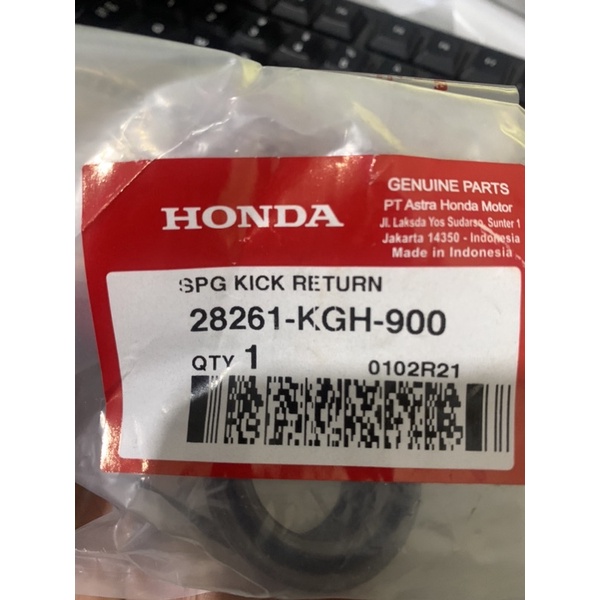 GENUINE PARTS
PT Astra Honda Motor
Jl. Laksda Yos Sudarso, Sunter 1
Jakarta 14350 - Indonesia
Made in Indonesia
HONDA
SPG KICK RETURN
28261-KGH-900
QTY 1 0102R21